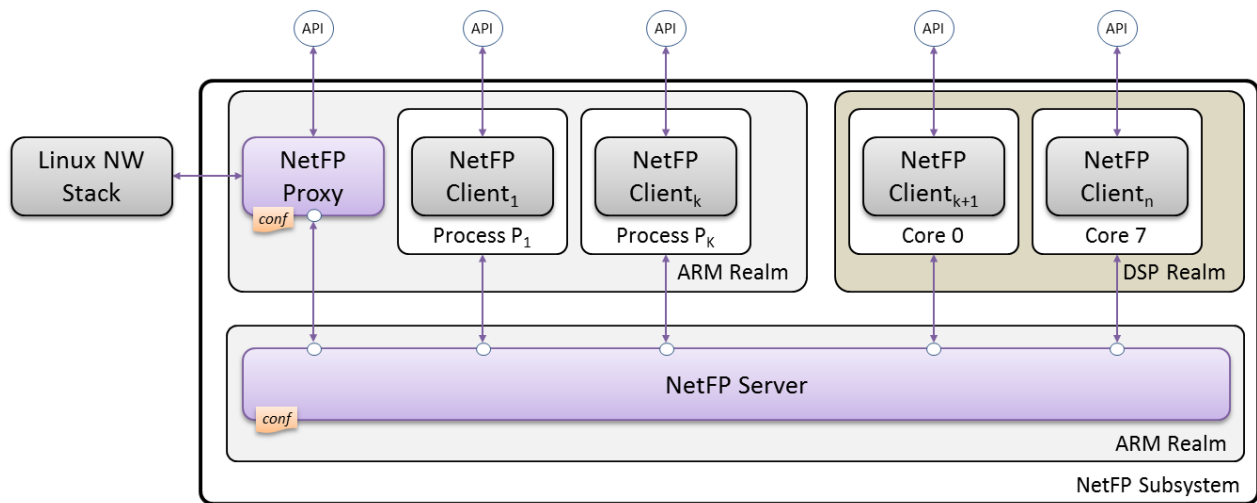 API
API
API
API
API
Linux NW
Stack
NetFP
Proxy
conf
NetFP
Client1
Process P1
NetFP
Clientk
Process PK
ARM Realm
NetFP
Clientk+1
Core 0
NetFP
Clientn
Core 7
DSP Realm
NetFP Server
conf
ARM Realm
NetFP Subsystem